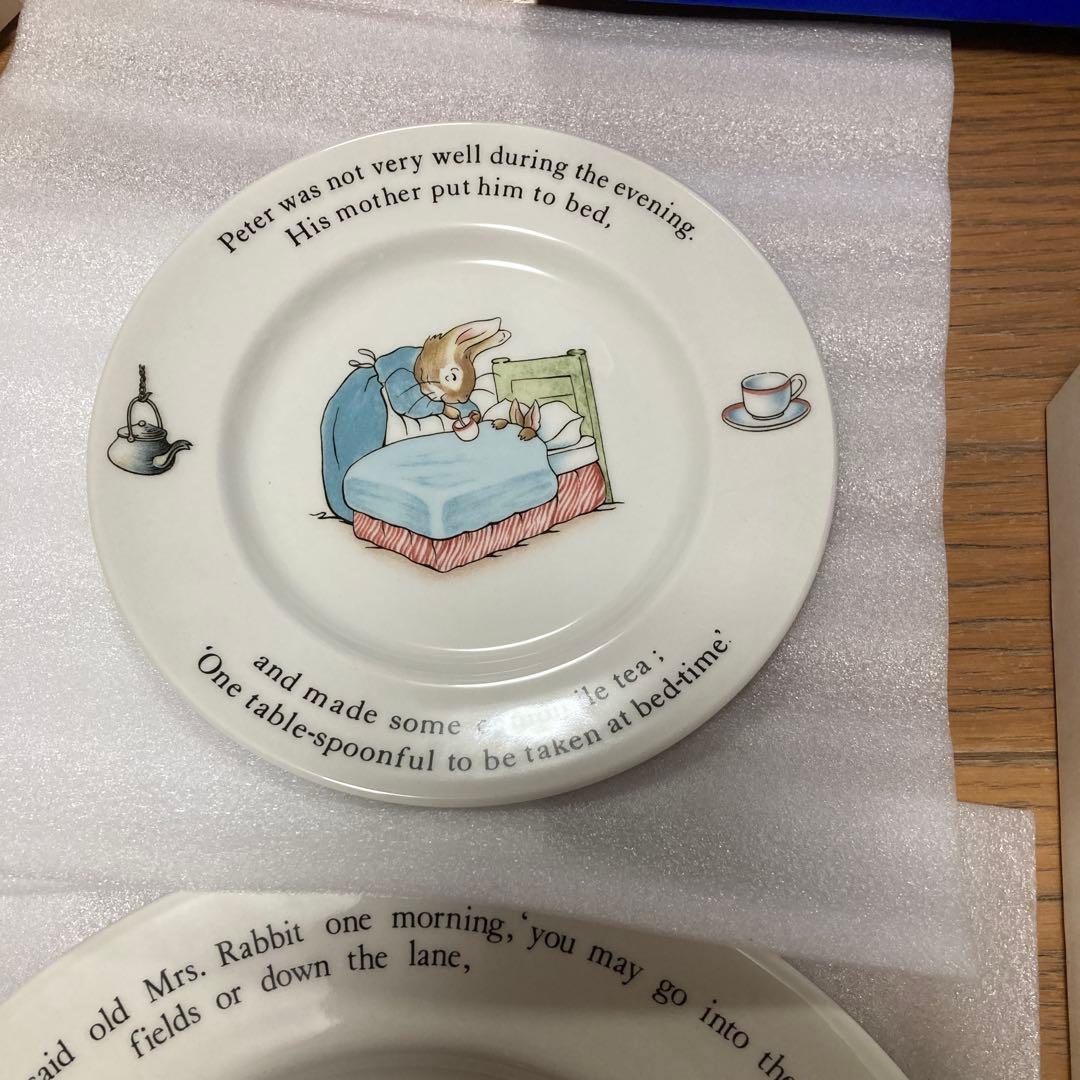 Peter was not very well during the evening.
His mother put him to bed,
and made some tea;
'One table-spoonful to be taken at bed-time.'
said old Mrs. Rabbit one morning, 'you may go into the
fields or down the lane,